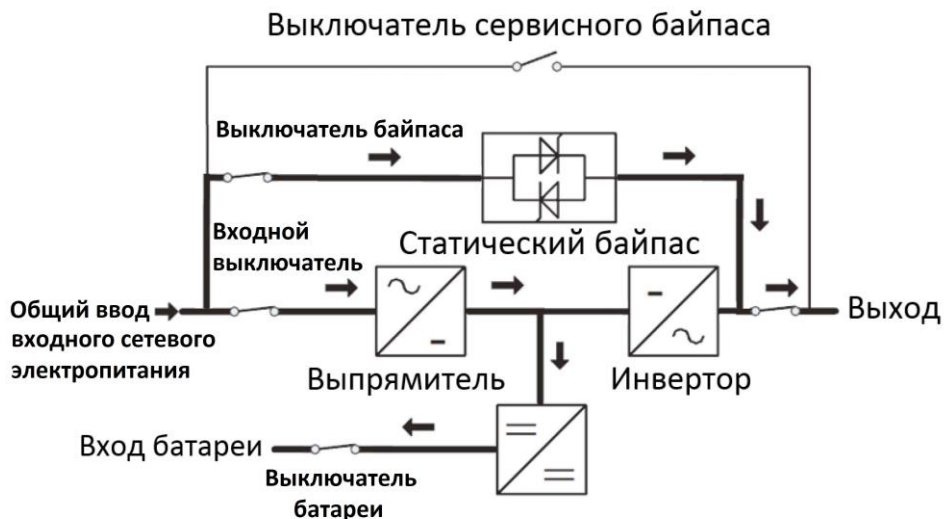 Выключатель сервисного байпаса
Выключатель байпаса
Статический байпас
Входной
выключатель
Общий ввод
входного сетевого
электропитания
Выпрямитель
Инвертор
Выход
Вход батареи
Выключатель
батареи